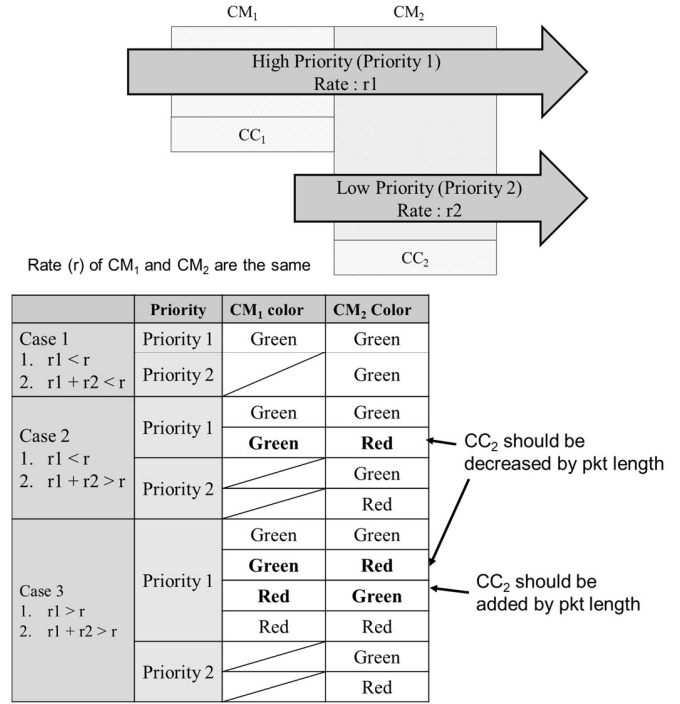 CM₁ CM₂
High Priority (Priority 1)
Rate : r1
CC₁
Low Priority (Priority 2)
Rate : r2
CC₂
Rate (r) of CM₁ and CM₂ are the same
Priority CM₁ color CM₂ Color
Case 1
1. r1 < r
2. r1 + r2 < r
Priority 1 Green Green
Priority 2 Green
Case 2
1. r1 < r
2. r1 + r2 > r
Priority 1 Green Green
Green Red
Priority 2 Green
Red
Case 3
1. r1 > r
2. r1 + r2 > r
Priority 1 Green Green
Green Red
Red Green
Red Red
Priority 2 Green
Red
CC₂ should be
decreased by pkt length
CC₂ should be
added by pkt length